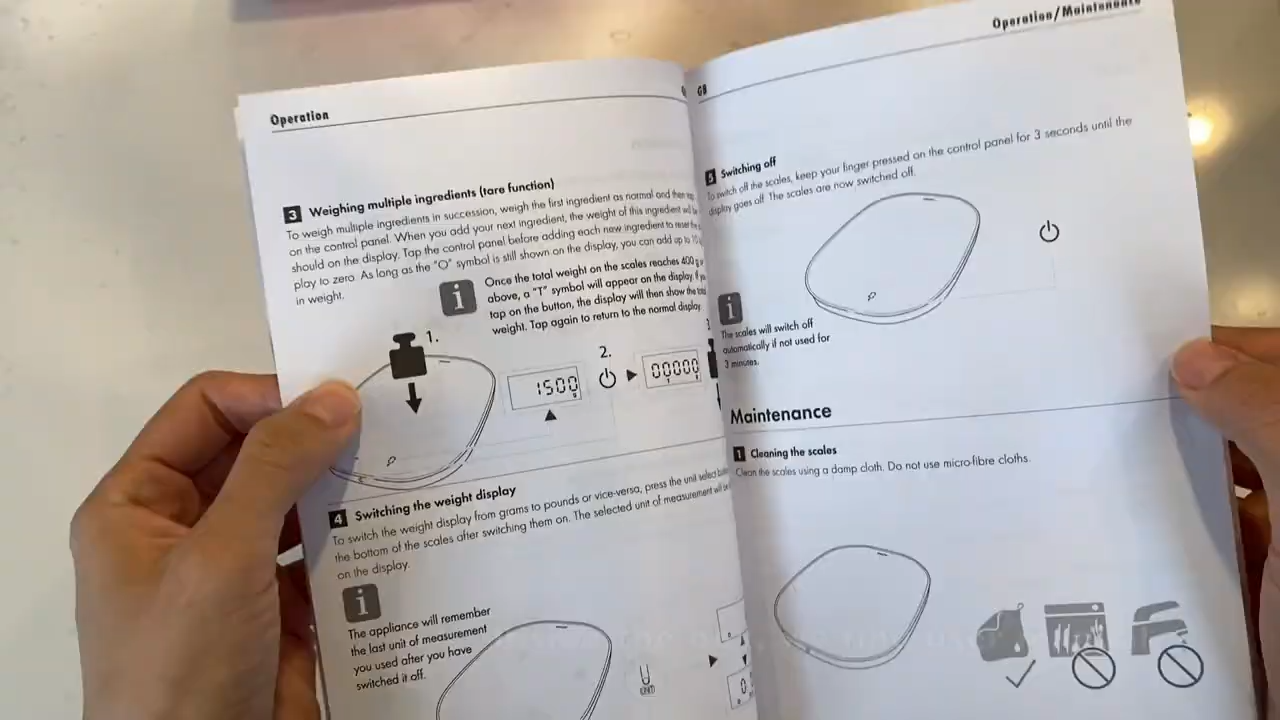 Operation
3 Weighing multiple ingredients (tare function)
To weigh multiple ingredients in succession, weigh the first ingredient as normal and then
on the control panel. When you add your next ingredient, the weight of this ingredient will
should on the display. Tap the control panel before adding each new ingredient to reset
play to zero. As long as the "O" symbol is still shown on the display, you can add up to
in weight.
i
Once the total weight on the scales reaches 400 g
above, a "T" symbol will appear on the display. If
tap on the button, the display will then show the
weight. Tap again to return to the normal display.
1.
1500
2.
00000
4 Switching the weight display
To switch the weight display from grams to pounds or vice-versa, press the unit select
the bottom of the scales after switching them on. The selected unit of measurement will
on the display.
i
The appliance will remember
the last unit of measurement
you used after you have
switched it off.
UNIT
GB
Operation/Maintenance
5 Switching off
To switch off the scales, keep your finger pressed on the control panel for 3 seconds until the
display goes off. The scales are now switched off.
i
The scales will switch off
automatically if not used for
3 minutes.
Maintenance
1 Cleaning the scales
Clean the scales using a damp cloth. Do not use micro-fibre cloths.